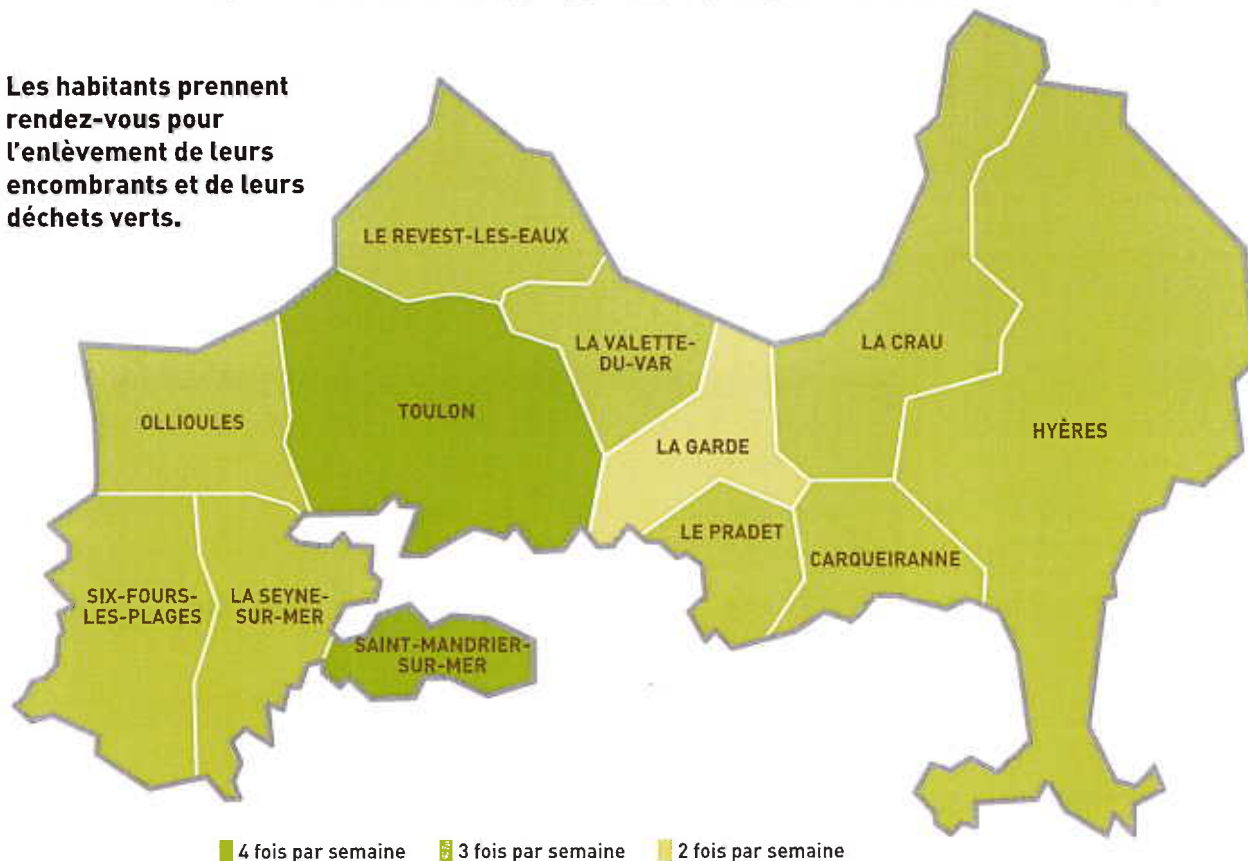 Les habitants prennent
rendez-vous pour
l'enlèvement de leurs
encombrants et de leurs
déchets verts.
LE REVEST-LES-EAUX
LA VALETTE-
DU-VAR
LA CRAU
OLLIOULES
TOULON
LA GARDE
HYÈRES
LE PRADET
CARQUEIRANNE
SIX-FOURS-
LES-PLAGES
LA SEYNE-
SUR-MER
SAINT-MANDRIER-
SUR-MER
4 fois par semaine 3 fois par semaine 2 fois par semaine